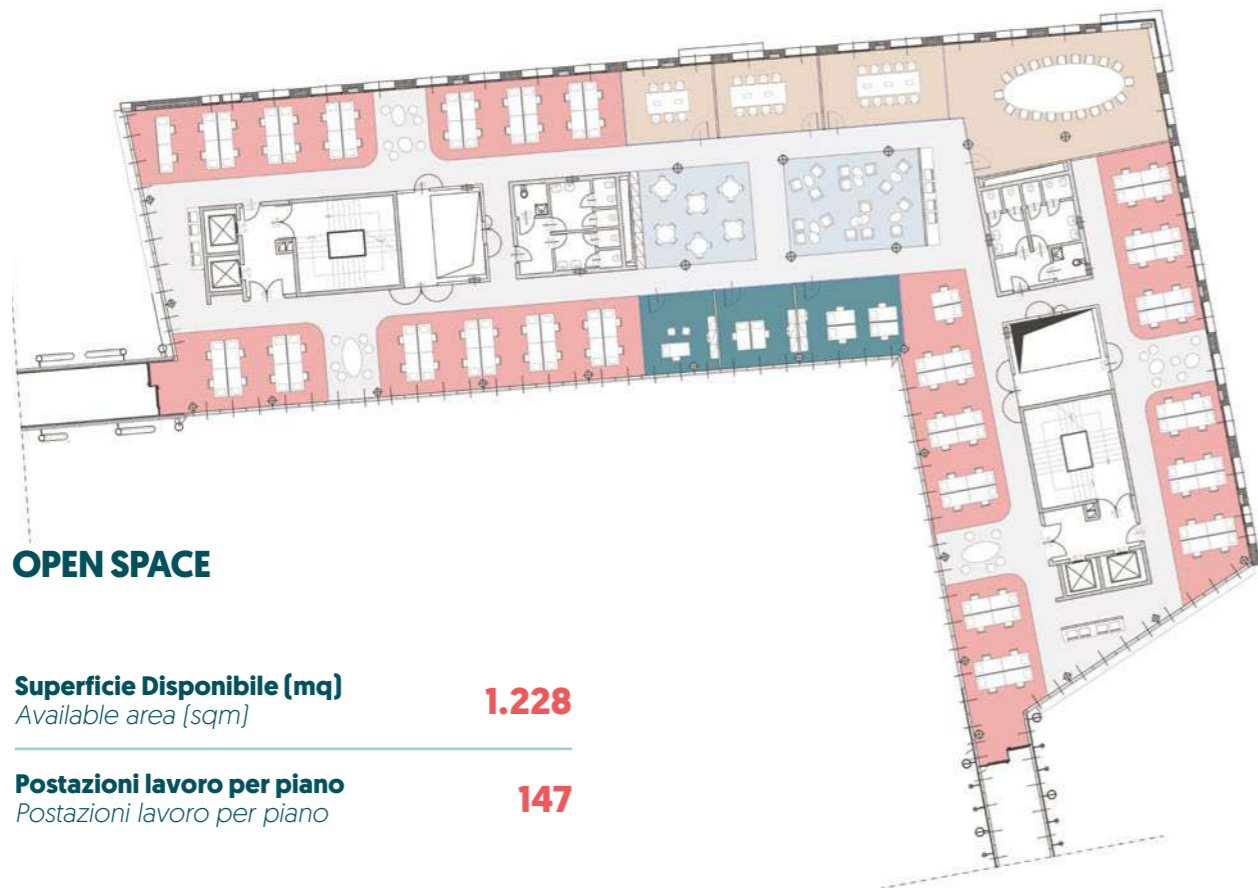 OPEN SPACE
Superficie Disponibile (mq)
Available area (sqm)
1.228
Postazioni lavoro per piano
Postazioni lavoro per piano
147